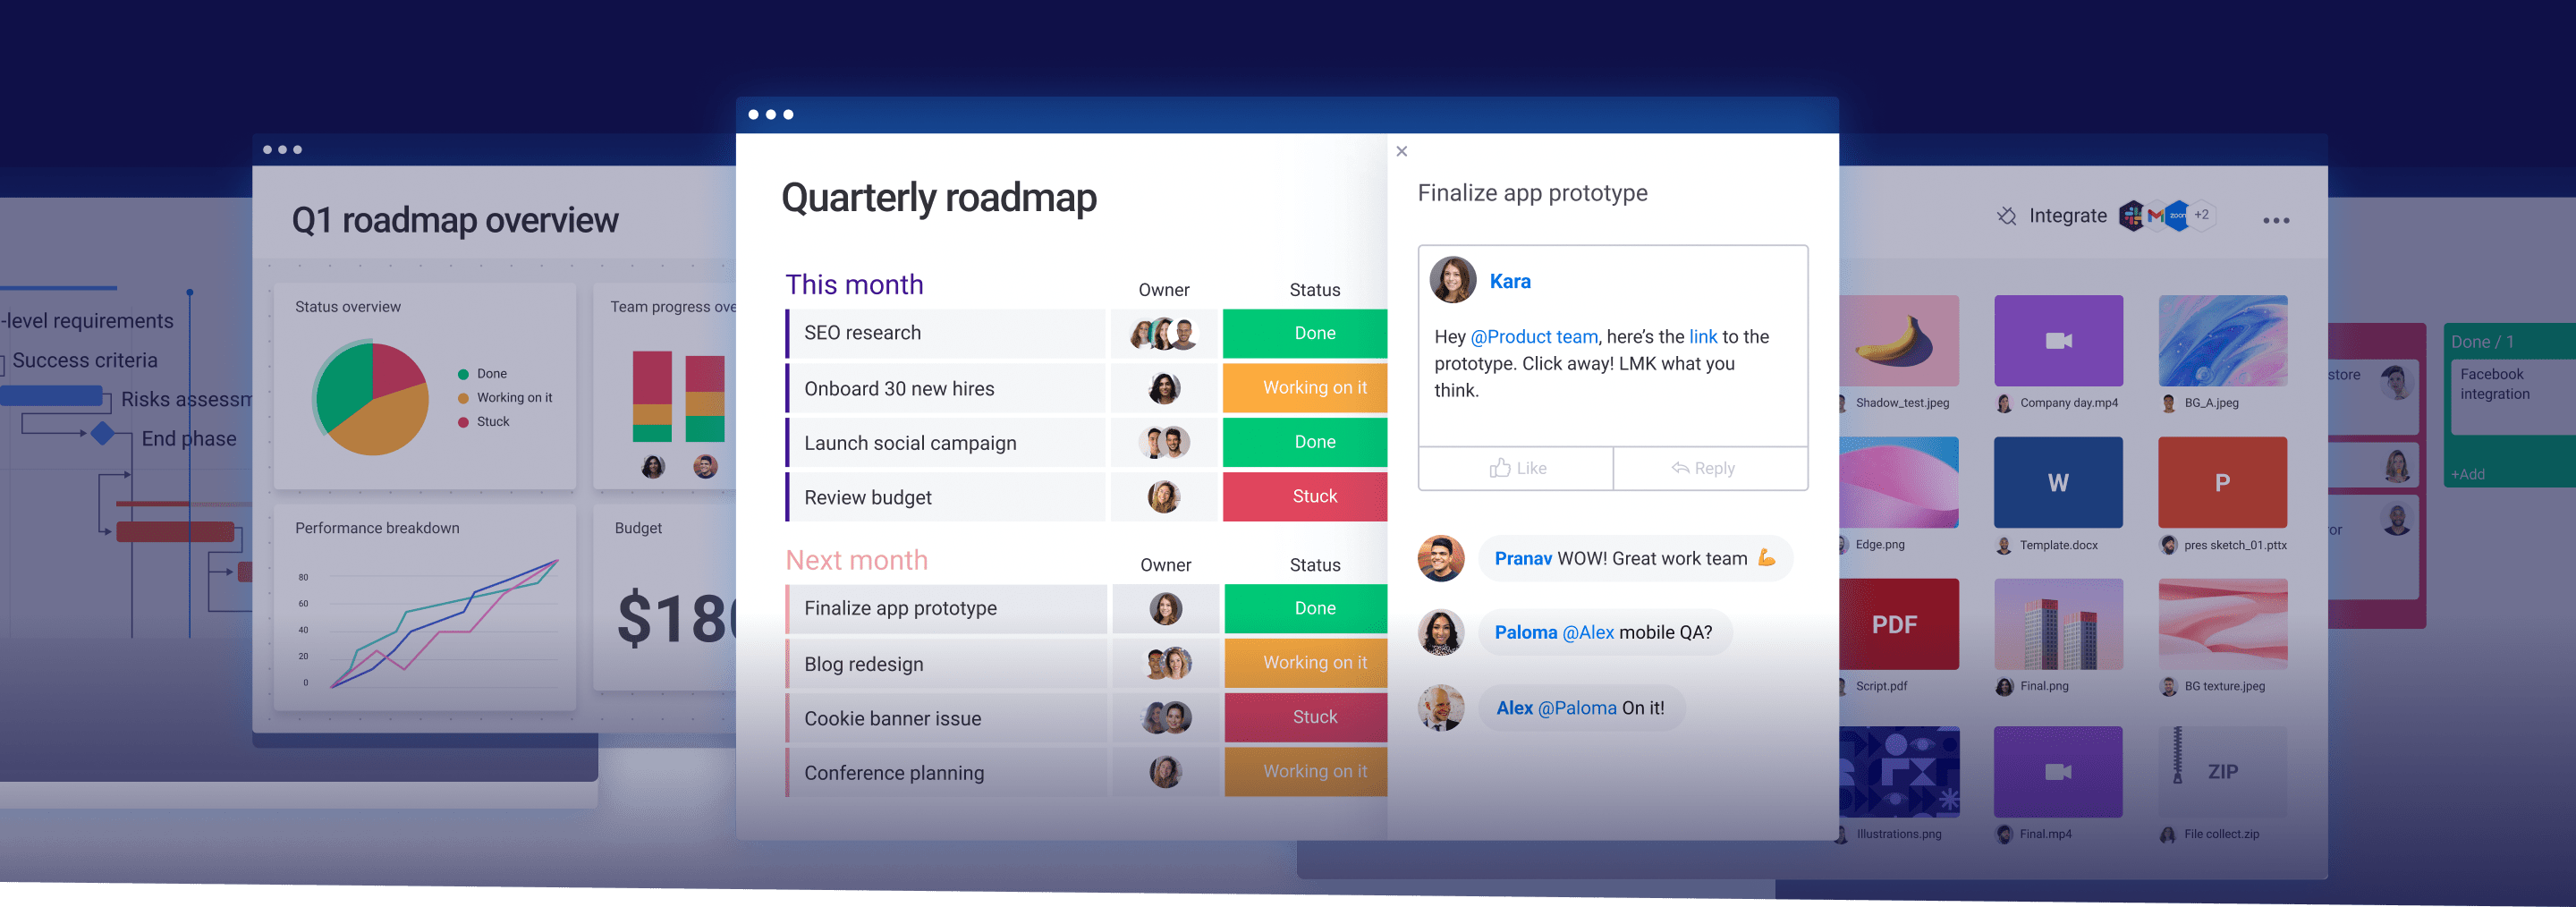 -level requirements
Success criteria
Risks assessm
End phase
Q1 roadmap overview
Status overview
Done
Working on it
Stuck
Team progress ove
Performance breakdown
80
60
40
20
0
Budget
$180
Quarterly roadmap
This month
Owner
Status
SEO research
Done
Onboard 30 new hires
Working on it
Launch social campaign
Done
Review budget
Stuck
Next month
Owner
Status
Finalize app prototype
Done
Blog redesign
Working on it
Cookie banner issue
Stuck
Conference planning
Working on it
Finalize app prototype
Kara
Hey @Product team, here’s the link to the
prototype. Click away! LMK what you
think.
Like
Reply
Pranav WOW! Great work team 💪
Paloma @Alex mobile QA?
Alex @Paloma On it!
Integrate
zoom
+2
Shadow_test.jpeg
Company day.mp4
BG_A.jpeg
W
P
Edge.png
Template.docx
pres sketch_01.pttx
PDF
Script.pdf
Final.png
BG texture.jpeg
ZIP
Illustrations.png
Final.mp4
File collect.zip
store
or
Done / 1
Facebook
integration
+Add